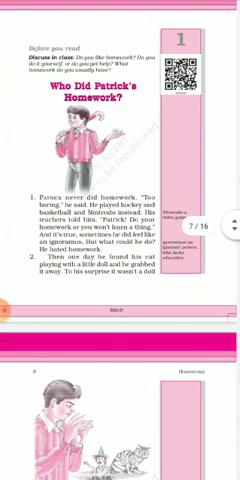 Before you read
1
Discuss in class: Do you like homework? Do you
do it yourself, or do you get help? What
homework do you usually have?
Who Did Patrick's
Homework?
1. PATRICK never did homework. "Too
boring," he said. He played hockey and
basketball and Nintendo instead. His
teachers told him, "Patrick! Do your
homework or you won't learn a thing."
And it's true, sometimes he did feel like
an ignoramus. But what could he do?
He hated homework.
Nintendo a
video game
7 / 16
ignoramus an
ignorant person,
who lacks
education
2. Then one day he found his cat
playing with a little doll and he grabbed
it away. To his surprise it wasn't a doll
2020-21
8
HONEYSUCKLE